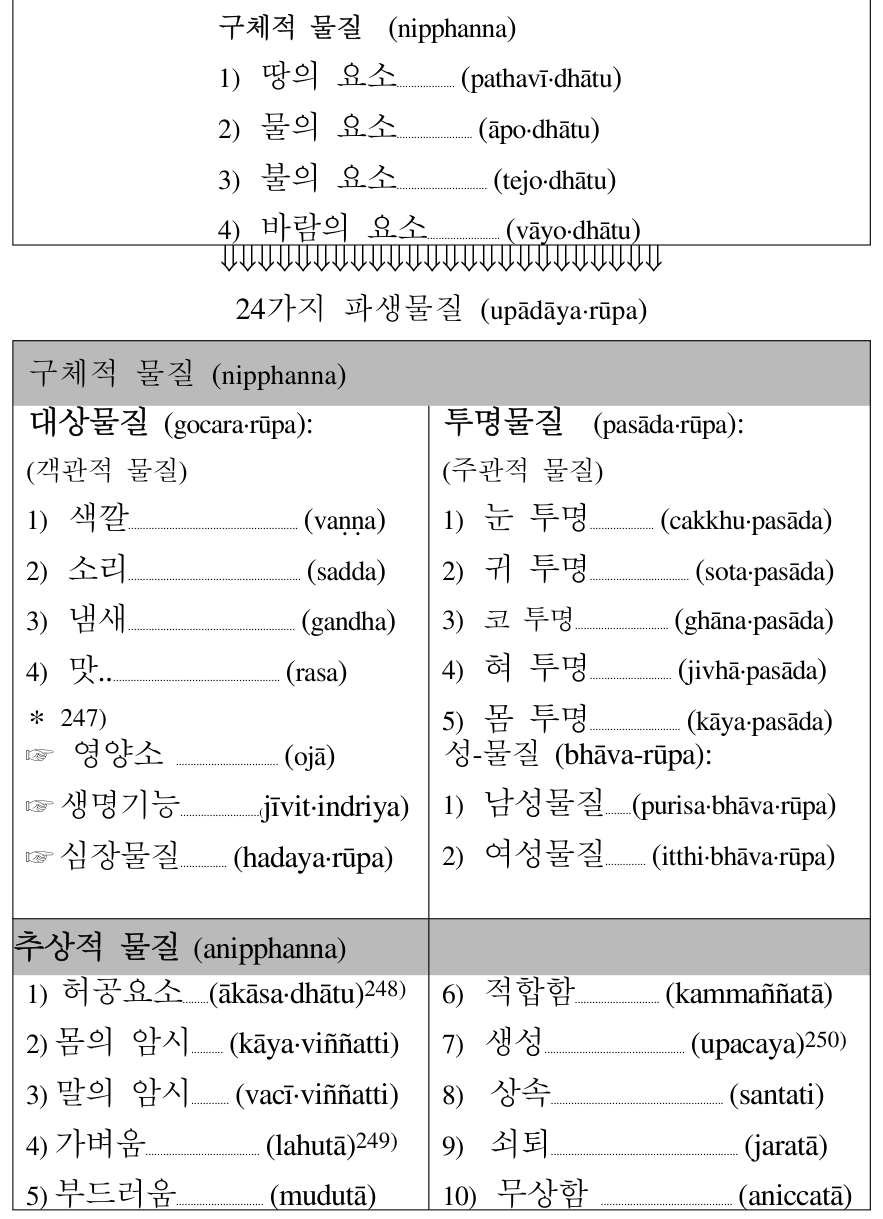 구체적 물질 (nipphanna)
1) 땅의 요소 (pathavī·dhātu)
2) 물의 요소 (āpo·dhātu)
3) 불의 요소 (tejo·dhātu)
4) 바람의 요소 (vāyo·dhātu)
⇓⇓⇓⇓⇓⇓⇓⇓⇓⇓⇓⇓⇓⇓⇓⇓⇓⇓⇓⇓⇓⇓⇓⇓
24가지 파생물질 (upādāya·rūpa)
구체적 물질 (nipphanna)
대상물질 (gocara·rūpa):
(객관적 물질)
1) 색깔 (vaṇṇa)
2) 소리 (sadda)
3) 냄새 (gandha)
4) 맛.. (rasa)
* 247)
☞ 영양소 (ojā)
☞ 생명기능 (jīvit·indriya)
☞ 심장물질 (hadaya·rūpa)
투명물질 (pasāda·rūpa):
(주관적 물질)
1) 눈 투명 (cakkhu·pasāda)
2) 귀 투명 (sota·pasāda)
3) 코 투명 (ghāna·pasāda)
4) 혀 투명 (jivhā·pasāda)
5) 몸 투명 (kāya·pasāda)
성-물질 (bhāva-rūpa):
1) 남성물질 (purisa·bhāva·rūpa)
2) 여성물질 (itthi·bhāva·rūpa)
추상적 물질 (anipphanna)
1) 허공요소 (ākāsa·dhātu)248)
2) 몸의 암시 (kāya·viññatti)
3) 말의 암시 (vacī·viññatti)
4) 가벼움 (lahutā)249)
5) 부드러움 (mudutā)
6) 적합함 (kammaññatā)
7) 생성 (upacaya)250)
8) 상속 (santati)
9) 쇠퇴 (jaratā)
10) 무상함 (aniccatā)